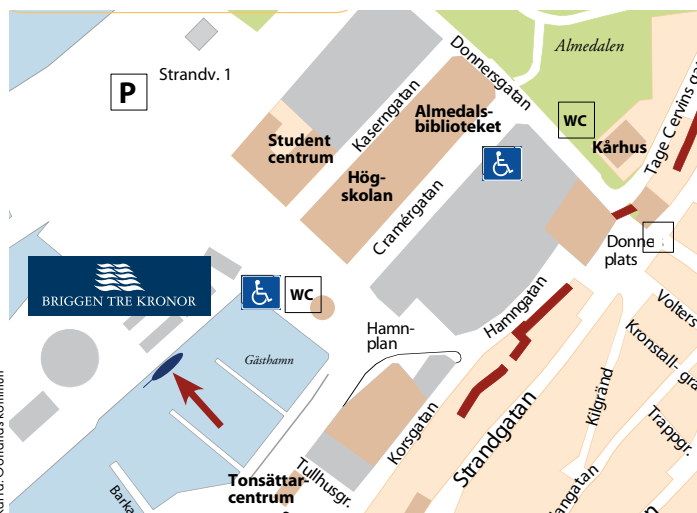 Almedalen
Donnersgatan
Strandv. 1
P
Kaserngatan
Almedals-
biblioteket
WC
Student
centrum
Kårhus
Tage Cervins
Hög-
skolan
Cramérgatan
Donne
plats
BRIGGEN TRE KRONOR
WC
Hamn-
plan
Hamngatan
Volters
Kronstall-
Gästhamn
Kilgränd
Trappgr.
Strandgatan
Korsgatan
Tullhusgr.
Tonsättar-
centrum